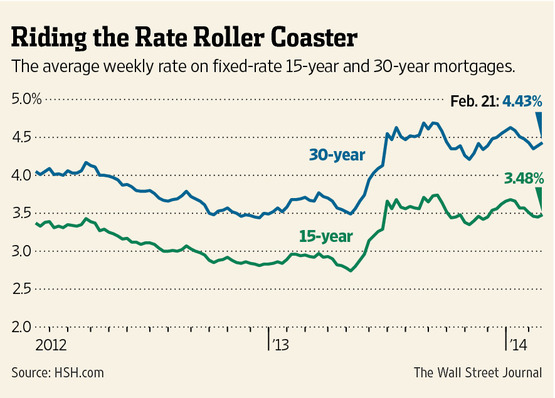 Riding the Rate Roller Coaster
The average weekly rate on fixed-rate 15-year and 30-year mortgages.
5.0%
Feb. 21: 4.43%
4.5
30-year
4.0
3.48%
3.5
15-year
3.0
2.5
2.0
2012 '13 '14
Source: HSH.com The Wall Street Journal